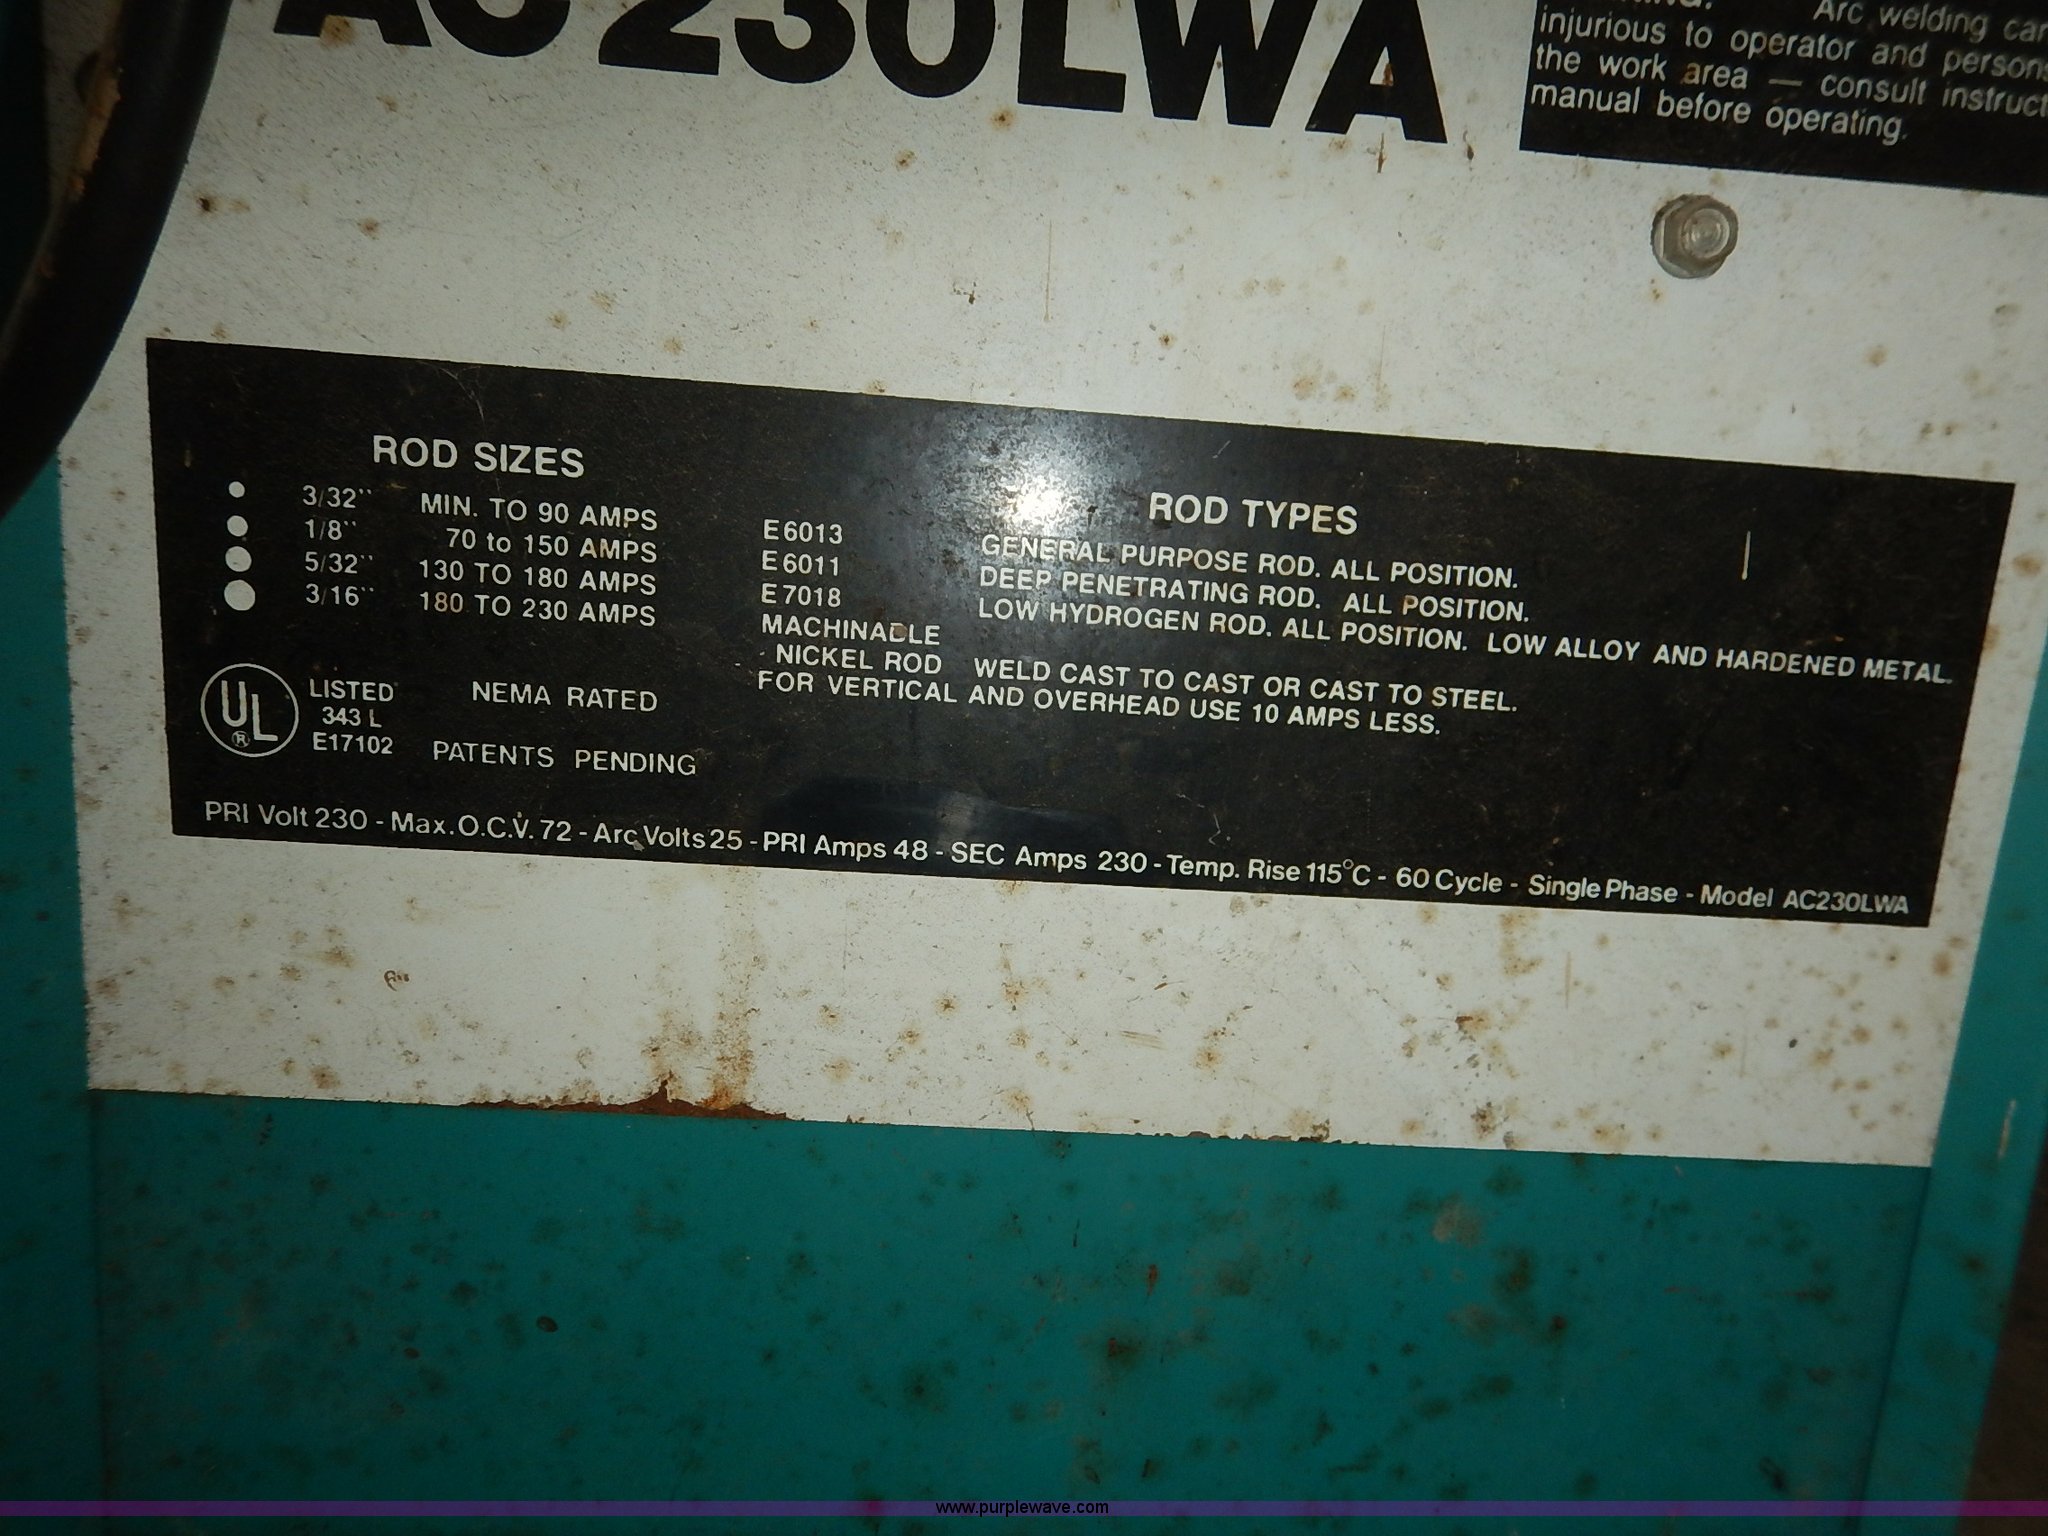 AC230LWA
Arc welding can
injurious to operator and persons
the work area — consult instruct
manual before operating.
ROD SIZES
3/32" MIN. TO 90 AMPS
1/8" 70 to 150 AMPS
5/32" 130 TO 180 AMPS
3/16" 180 TO 230 AMPS
UL ® LISTED
343 L
E17102
NEMA RATED
PATENTS PENDING
ROD TYPES
E6013 GENERAL PURPOSE ROD. ALL POSITION.
E6011 DEEP PENETRATING ROD. ALL POSITION.
E7018 LOW HYDROGEN ROD. ALL POSITION. LOW ALLOY AND HARDENED METAL.
MACHINABLE
NICKEL ROD WELD CAST TO CAST OR CAST TO STEEL.
FOR VERTICAL AND OVERHEAD USE 10 AMPS LESS.
PRI Volt 230 - Max. O.C.V. 72 - Arc Volts 25 - PRI Amps 48 - SEC Amps 230 - Temp. Rise 115°C - 60 Cycle - Single Phase - Model AC230LWA
www.purplewave.com